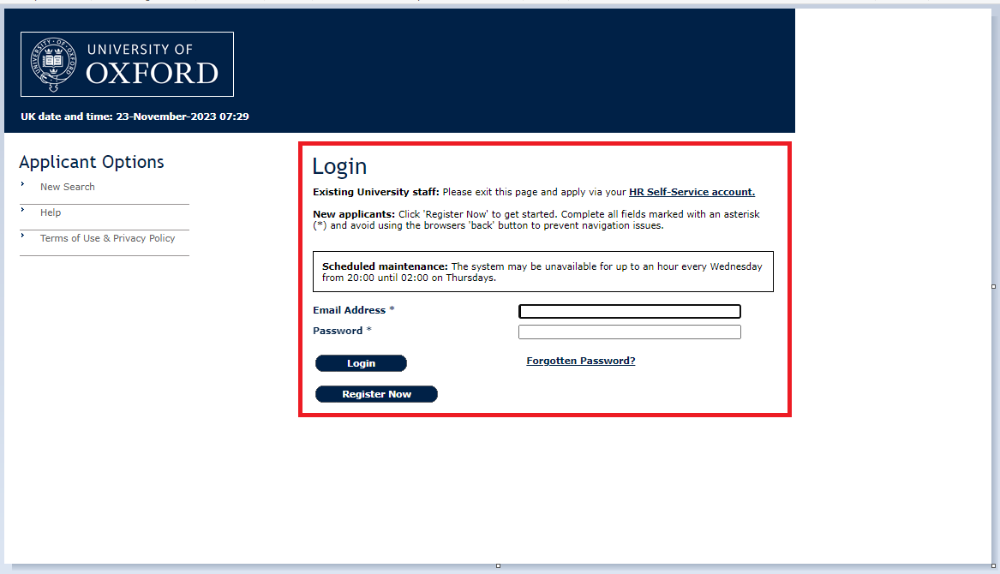 UNIVERSITY OF
OXFORD
UK date and time: 23-November-2023 07:29
Applicant Options
New Search
Help
Terms of Use & Privacy Policy
Login
Existing University staff: Please exit this page and apply via your HR Self-Service account.
New applicants: Click 'Register Now' to get started. Complete all fields marked with an asterisk
(*) and avoid using the browsers 'back' button to prevent navigation issues.
Scheduled maintenance: The system may be unavailable for up to an hour every Wednesday
from 20:00 until 02:00 on Thursdays.
Email Address *
Password *
Login
Forgotten Password?
Register Now